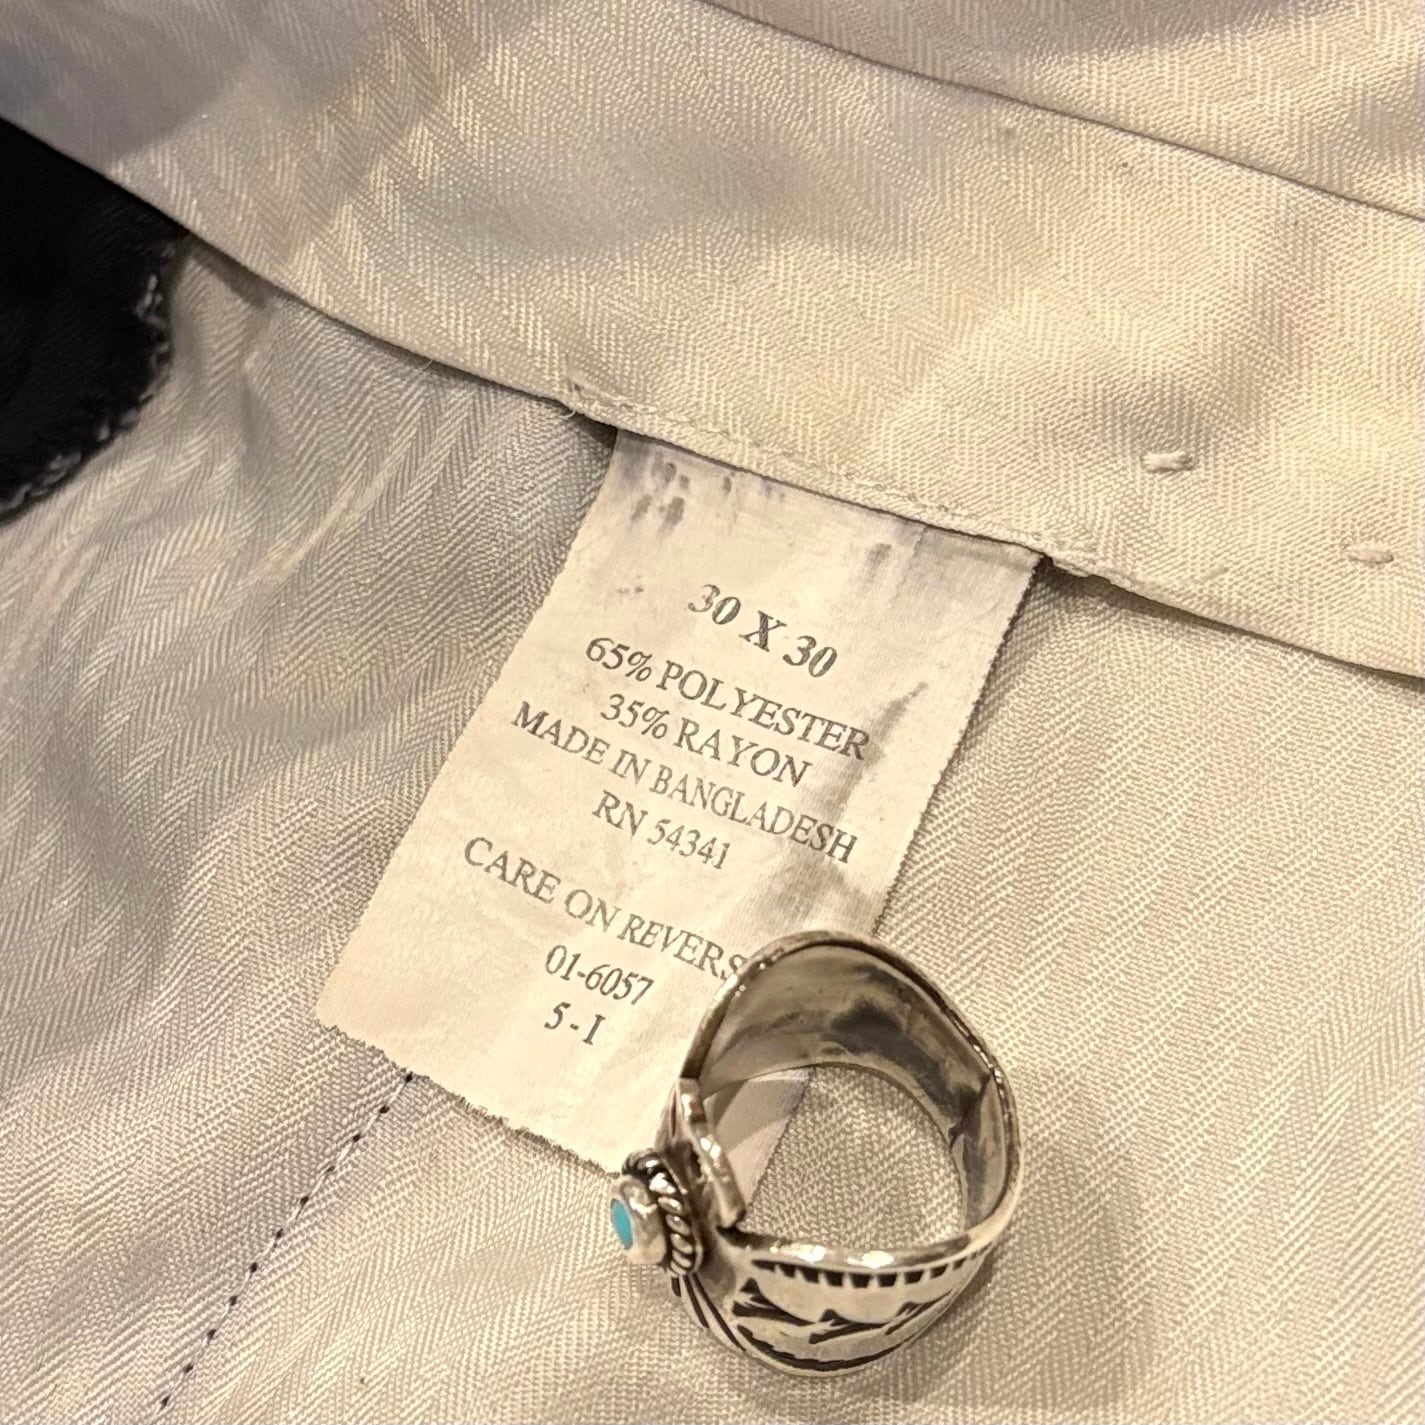 30 X 30
65% POLYESTER
35% RAYON
MADE IN BANGLADESH
RN 54341
CARE ON REVERS
01-6057
5-I